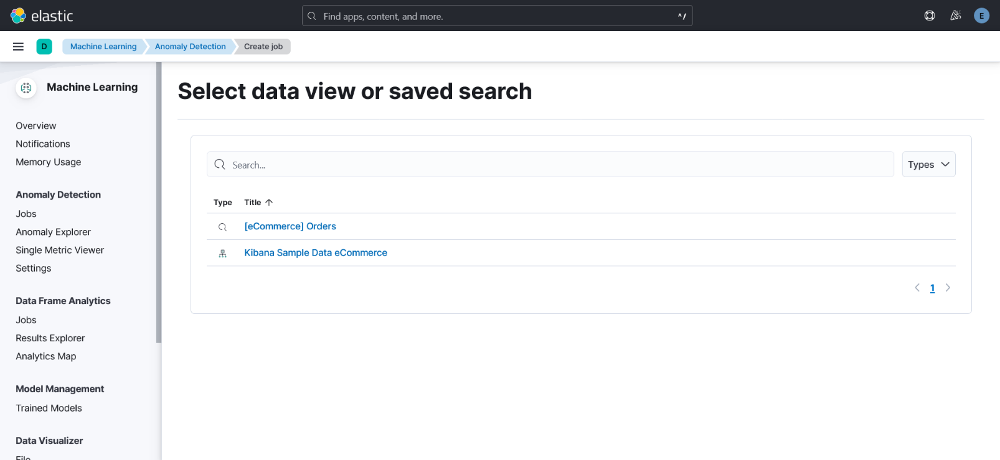 elastic
Find apps, content, and more.
^/
E
D
Machine Learning
Anomaly Detection
Create job
Machine Learning
Overview
Notifications
Memory Usage
Anomaly Detection
Jobs
Anomaly Explorer
Single Metric Viewer
Settings
Data Frame Analytics
Jobs
Results Explorer
Analytics Map
Model Management
Trained Models
Data Visualizer
File
Select data view or saved search
Search...
Types
Type Title
[eCommerce] Orders
Kibana Sample Data eCommerce
1